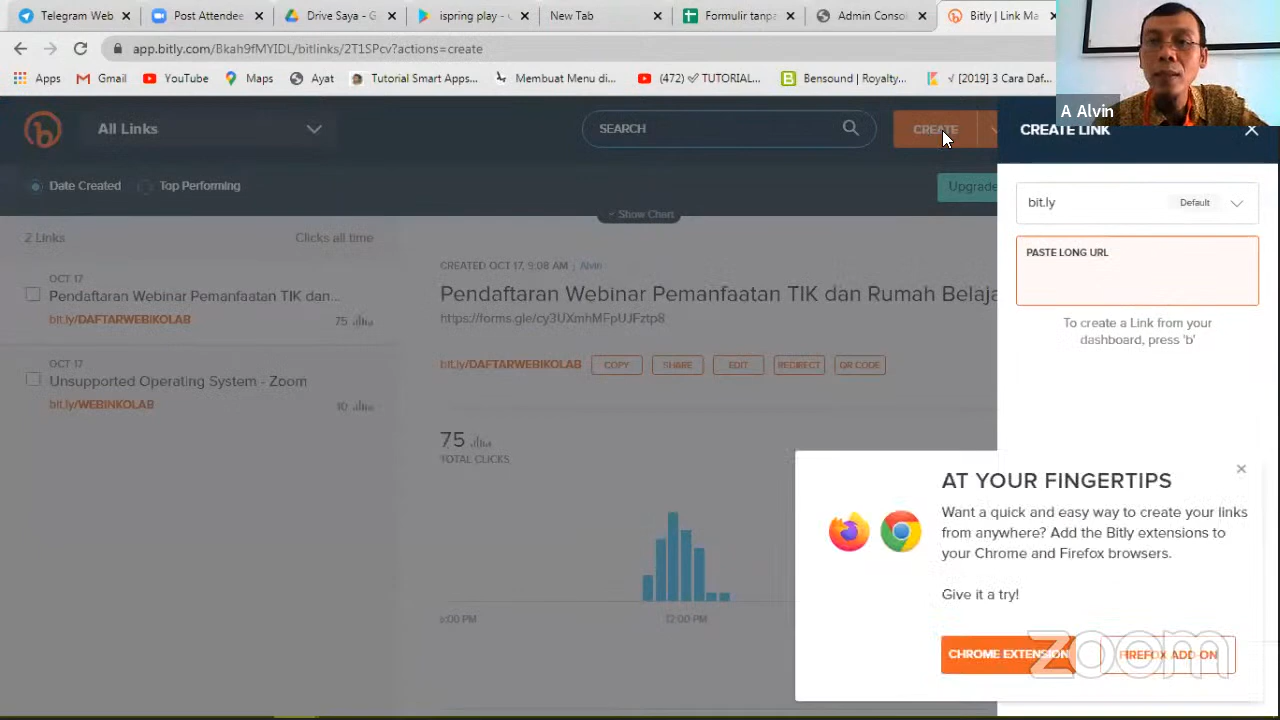 Telegram Web
Post Attendee
Drive Saya - G
ispring play - G
New Tab
Formulir tanp
Admin Conso
Bitly | Link Ma
app.bitly.com/Bkah9fMYIDL/bitlinks/2T1SPcv?actions=create
Apps
Gmail
YouTube
Maps
Ayat
Tutorial Smart Apps...
Membuat Menu di...
(472) ✓ TUTORIAL...
Bensound | Royalty...
√ [2019] 3 Cara Daf...
A Alvin
All Links
SEARCH
CREATE
CREATE LINK
Date Created
Top Performing
Upgrade
bit.ly
Default
Show Chart
2 Links
Clicks all time
PASTE LONG URL
OCT 17
Pendaftaran Webinar Pemanfaatan TIK dan...
bit.ly/DAFTARWEBIKOLAB
75
CREATED OCT 17, 9:08 AM | Alvin
Pendaftaran Webinar Pemanfaatan TIK dan Rumah Belaja
https://forms.gle/cy3UXmhMFpUJFztp8
To create a Link from your
dashboard, press 'b'
OCT 17
Unsupported Operating System - Zoom
bit.ly/WEBINKOLAB
10
bit.ly/DAFTARWEBIKOLAB
COPY
SHARE
EDIT
REDIRECT
QR CODE
75
TOTAL CLICKS
12:00 PM
AT YOUR FINGERTIPS
Want a quick and easy way to create your links
from anywhere? Add the Bitly extensions to
your Chrome and Firefox browsers.
Give it a try!
CHROME EXTENSION
FIREFOX ADD-ON
zoom